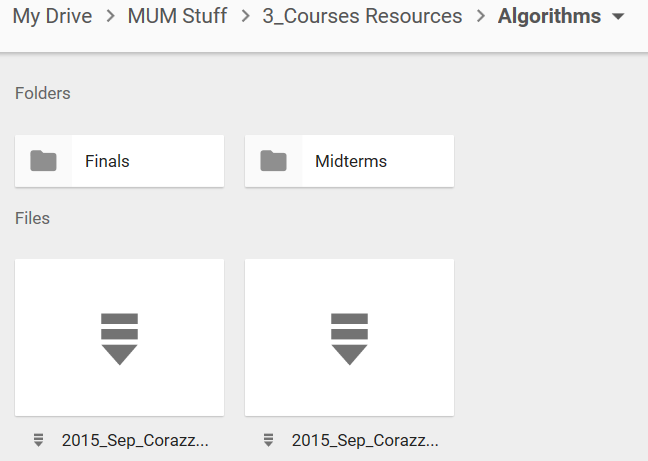 My Drive > MUM Stuff > 3_Courses Resources > Algorithms
Folders
Finals Midterms
Files
2015_Sep_Corazz... 2015_Sep_Corazz...